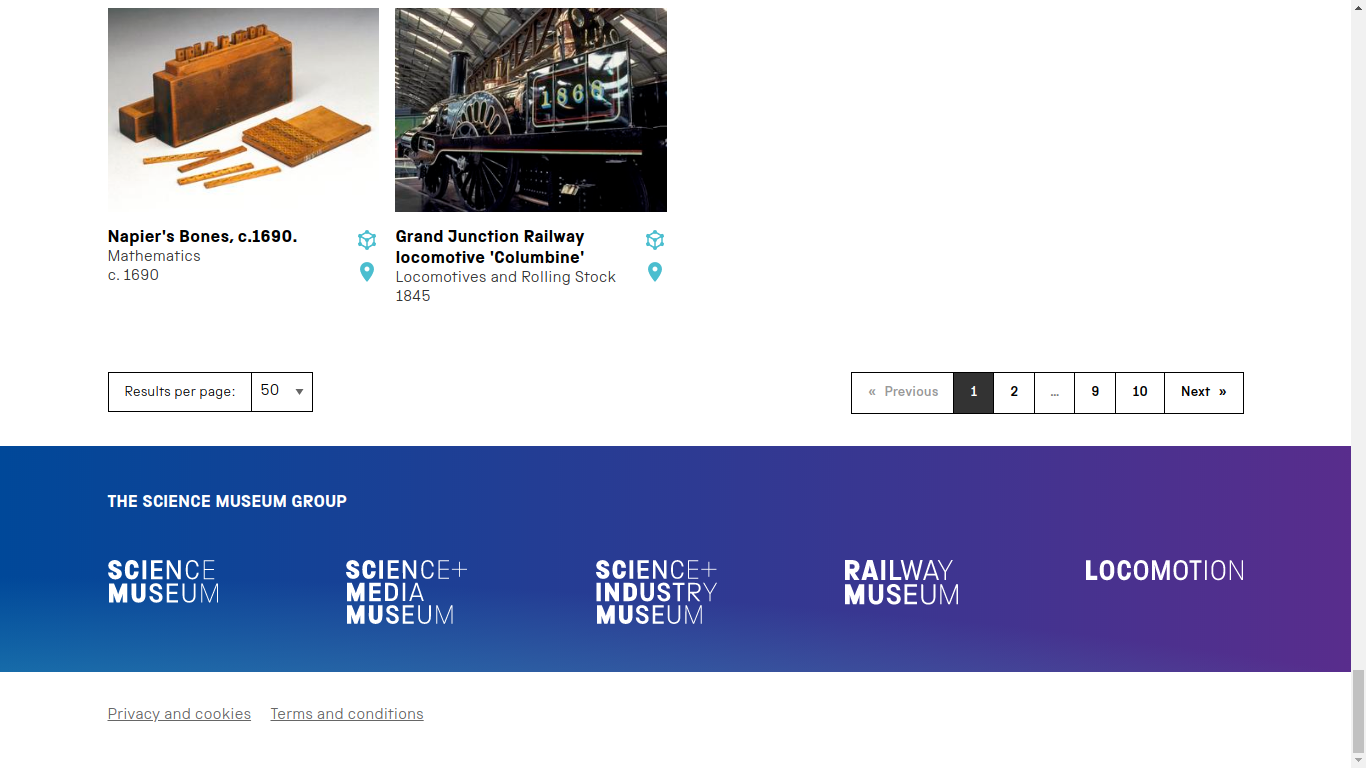 1868
Napier's Bones, c.1690.
Mathematics
c. 1690
Grand Junction Railway
locomotive 'Columbine'
Locomotives and Rolling Stock
1845
Results per page: 50
« Previous 1 2 ... 9 10 Next »
THE SCIENCE MUSEUM GROUP
SCIENCE
MUSEUM
SCIENCE+
MEDIA
MUSEUM
SCIENCE+
INDUSTRY
MUSEUM
RAILWAY
MUSEUM
LOCOMOTION
Privacy and cookies Terms and conditions